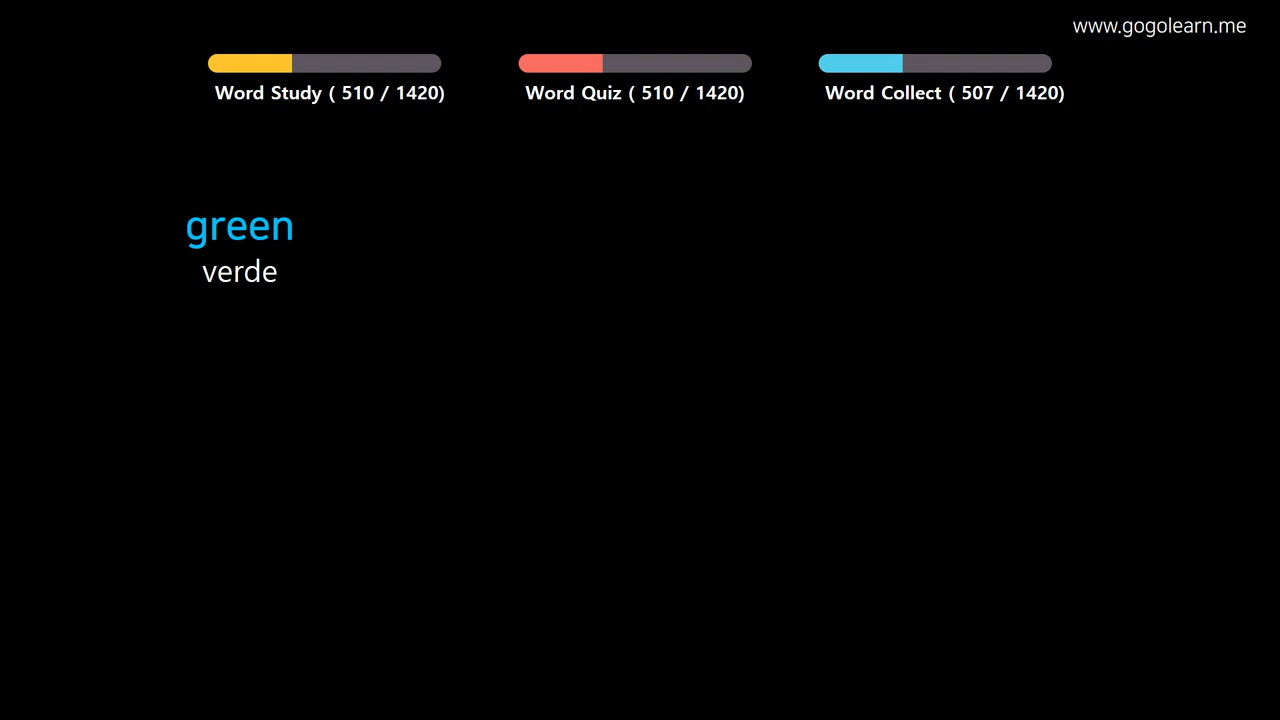 www.gogolearn.me
Word Study ( 510 / 1420)
Word Quiz ( 510 / 1420)
Word Collect ( 507 / 1420)
green
verde